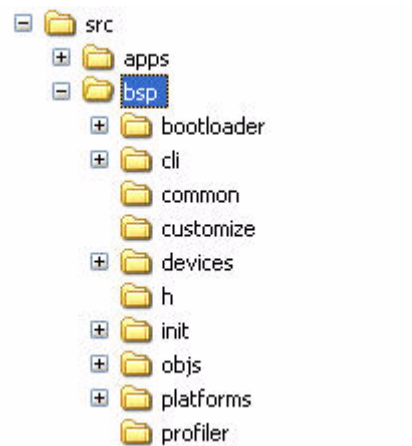 src
apps
bsp
bootloader
cli
common
customize
devices
h
init
objs
platforms
profiler